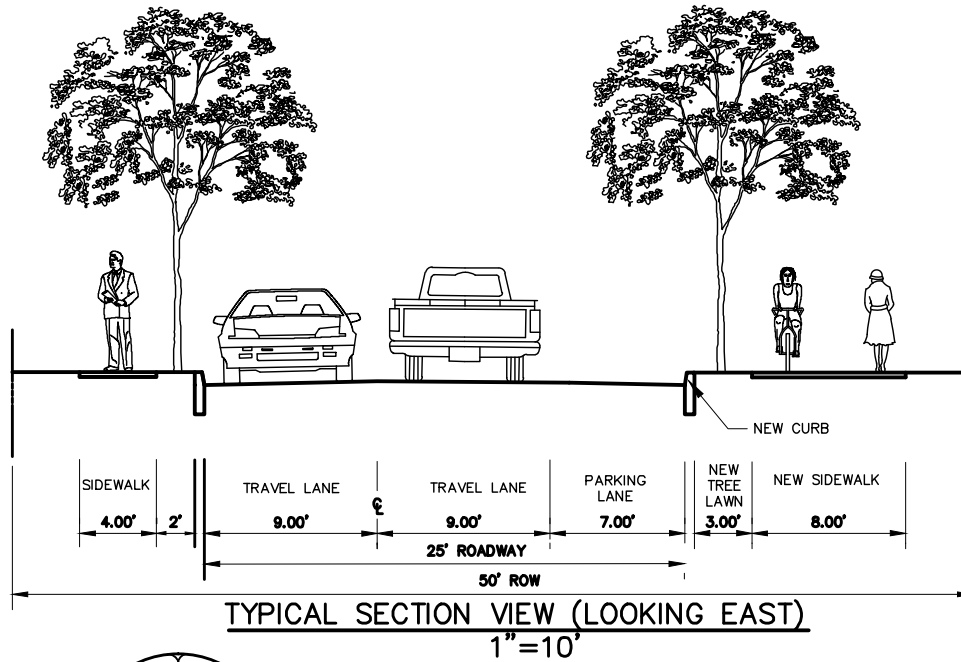 NEW CURB
SIDEWALK
4.00'
2'
TRAVEL LANE
9.00'
℄
TRAVEL LANE
9.00'
PARKING
LANE
7.00'
NEW
TREE
LAWN
3.00'
NEW SIDEWALK
8.00'
25' ROADWAY
50' ROW
TYPICAL SECTION VIEW (LOOKING EAST)
1"=10'